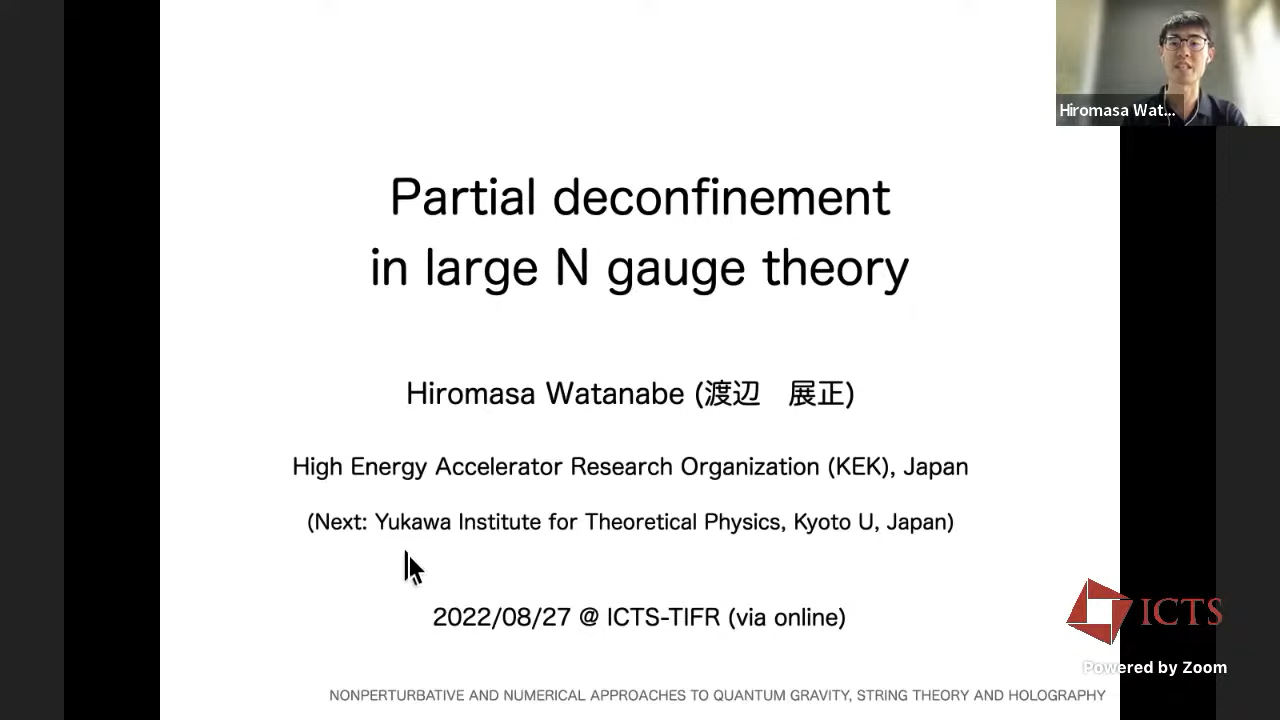 Hiromasa Wat...
Partial deconfinement
in large N gauge theory
Hiromasa Watanabe (渡辺　展正)
High Energy Accelerator Research Organization (KEK), Japan
(Next: Yukawa Institute for Theoretical Physics, Kyoto U, Japan)
2022/08/27 @ ICTS-TIFR (via online)
ICTS
Powered by Zoom
NONPERTURBATIVE AND NUMERICAL APPROACHES TO QUANTUM GRAVITY, STRING THEORY AND HOLOGRAPHY